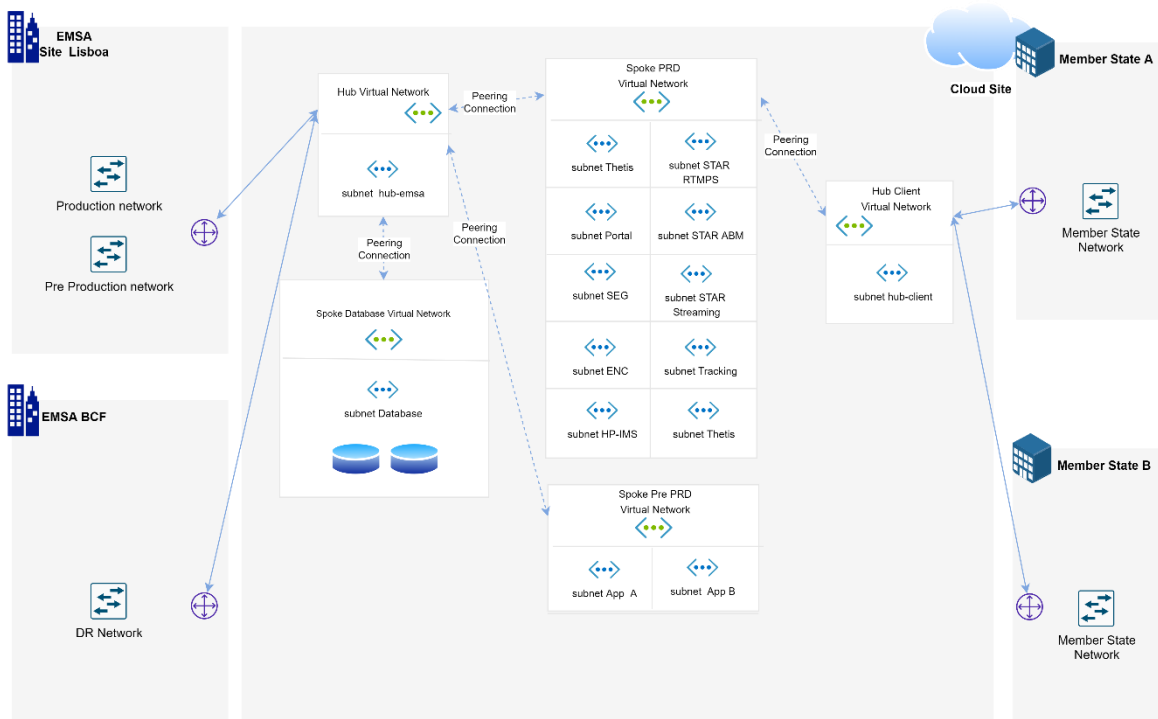 EMSA
Site Lisboa
Production network
Pre Production network
EMSA BCF
DR Network
Hub Virtual Network
subnet hub-emsa
Peering
Connection
Peering
Connection
Peering
Connection
Spoke Database Virtual Network
subnet Database
Spoke PRD
Virtual Network
subnet Thetis
subnet STAR
RTMPS
subnet Portal
subnet STAR ABM
subnet SEG
subnet STAR
Streaming
subnet ENC
subnet Tracking
subnet HP-IMS
subnet Thetis
Spoke Pre PRD
Virtual Network
subnet App A
subnet App B
Peering
Connection
Cloud Site
Hub Client
Virtual Network
subnet hub-client
Member State A
Member State
Network
Member State B
Member State
Network